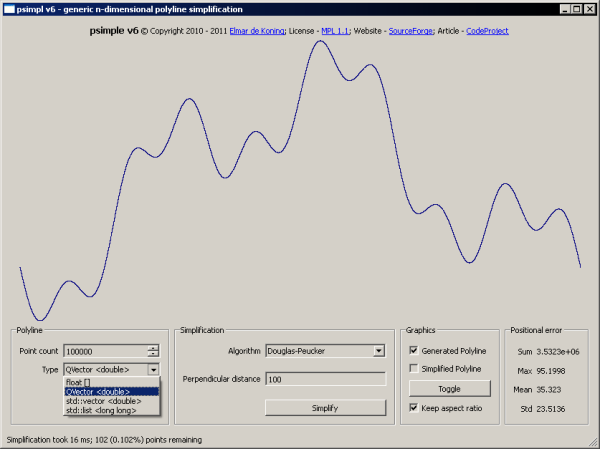 psimpl v6 - generic n-dimensional polyline simplification
psimple v6 © Copyright 2010 - 2011 Elmar de Koning; License - MPL 1.1; Website - SourceForge; Article - CodeProject
Polyline
Point count 100000
Type QVector <double>
float []
QVector <double>
std::vector <double>
std::list <long long>
Simplification
Algorithm Douglas-Peucker
Perpendicular distance 100
Simplify
Graphics
Generated Polyline
Simplified Polyline
Toggle
Keep aspect ratio
Positional error
Sum 3.5323e+06
Max 95.1998
Mean 35.323
Std 23.5136
Simplification took 16 ms; 102 (0.102%) points remaining